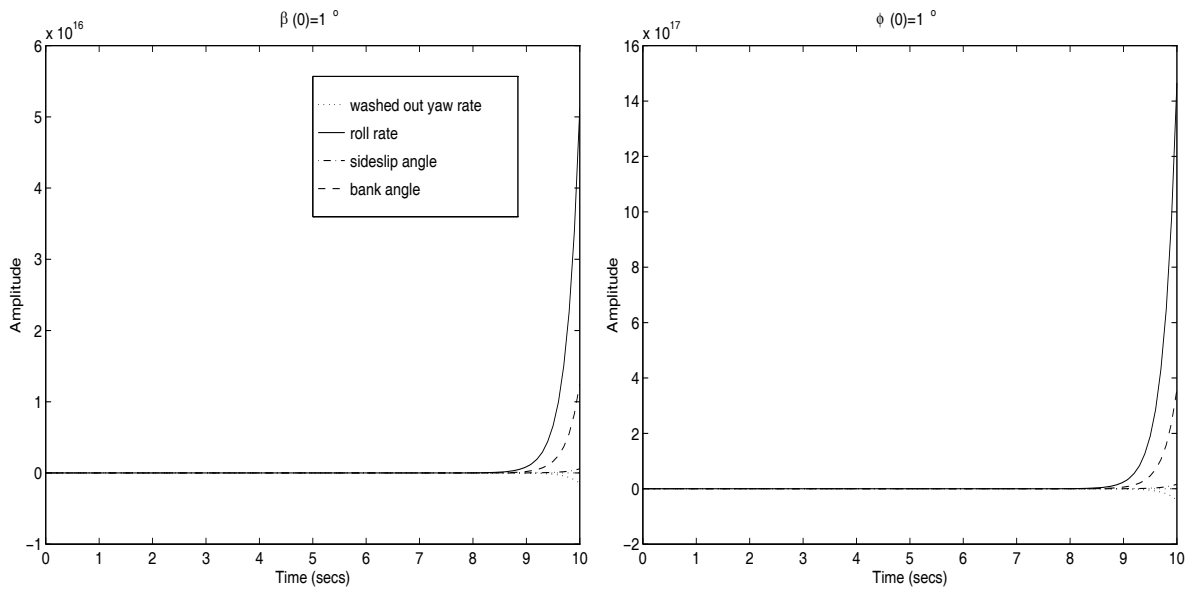 β (0)=1 °
x 10^16
6
5
4
3
2
1
0
−1
Amplitude
washed out yaw rate
roll rate
sideslip angle
bank angle
0 1 2 3 4 5 6 7 8 9 10
Time (secs)
φ (0)=1 °
x 10^17
16
14
12
10
8
6
4
2
0
−2
Amplitude
0 1 2 3 4 5 6 7 8 9 10
Time (secs)